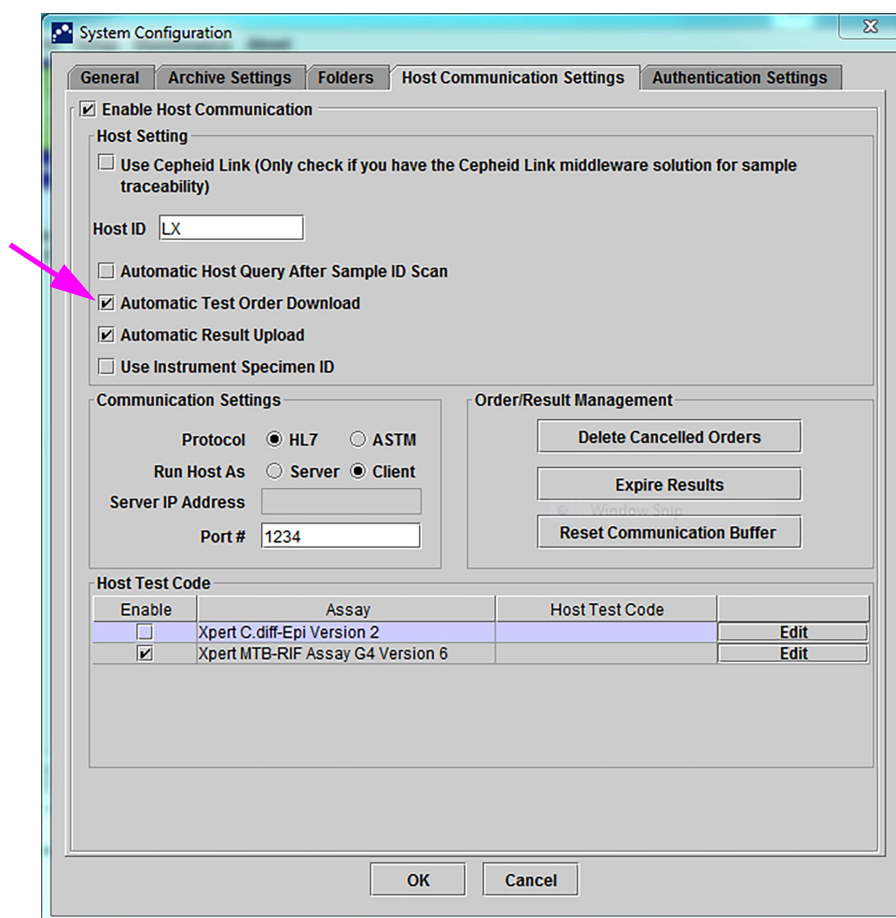 System Configuration
General Archive Settings Folders Host Communication Settings Authentication Settings
Enable Host Communication
Host Setting
Use Cepheid Link (Only check if you have the Cepheid Link middleware solution for sample
traceability)
Host ID LX
Automatic Host Query After Sample ID Scan
Automatic Test Order Download
Automatic Result Upload
Use Instrument Specimen ID
Communication Settings
Protocol HL7 ASTM
Run Host As Server Client
Server IP Address
Port # 1234
Order/Result Management
Delete Cancelled Orders
Expire Results
Window Snip
Reset Communication Buffer
Host Test Code
Enable Assay Host Test Code
Xpert C.diff-Epi Version 2 Edit
Xpert MTB-RIF Assay G4 Version 6 Edit
OK Cancel